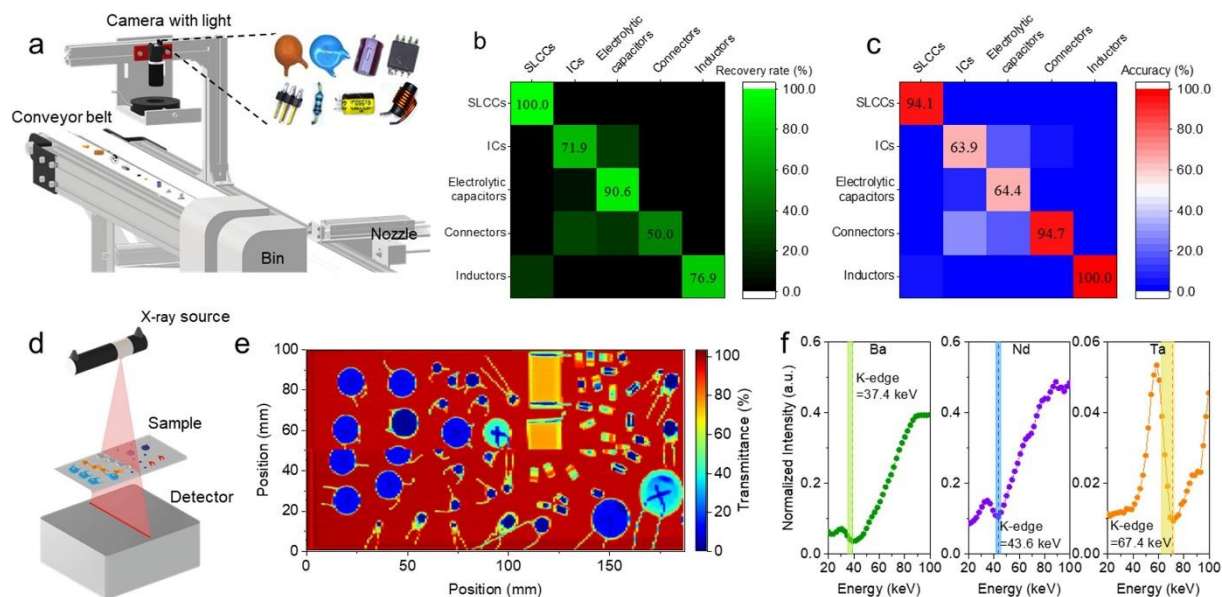 a
Camera with light
Conveyor belt
Nozzle
Bin
b
SLCCs
ICs
Electrolytic
capacitors
Connectors
Inductors
Recovery rate (%)
SLCCs
ICs
Electrolytic
capacitors
Connectors
Inductors
100.0
71.9
90.6
50.0
76.9
100.0
80.0
60.0
40.0
20.0
0.0
c
SLCCs
ICs
Electrolytic
capacitors
Connectors
Inductors
Accuracy (%)
SLCCs
ICs
Electrolytic
capacitors
Connectors
Inductors
94.1
63.9
64.4
94.7
100.0
100.0
80.0
60.0
40.0
20.0
0.0
d
X-ray source
Sample
Detector
e
Position (mm)
100
80
60
40
20
0
0 50 100 150
Position (mm)
100
80
60
40
20
0
Transmittance (%)
f
Normalized Intensity (a.u.)
0.6
0.4
0.2
0.0
Ba
K-edge
=37.4 keV
20 40 60 80 100
Energy (keV)
0.6
0.4
0.2
0.0
Nd
K-edge
=43.6 keV
20 40 60 80 100
Energy (keV)
0.06
0.04
0.02
0.00
Ta
K-edge
=67.4 keV
20 40 60 80 100
Energy (keV)